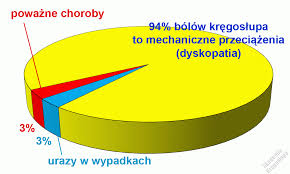 poważne choroby
94% bólów kręgosłupa
to mechaniczne przeciążenia
(dyskopatia)
3%
3%
urazy w wypadkach